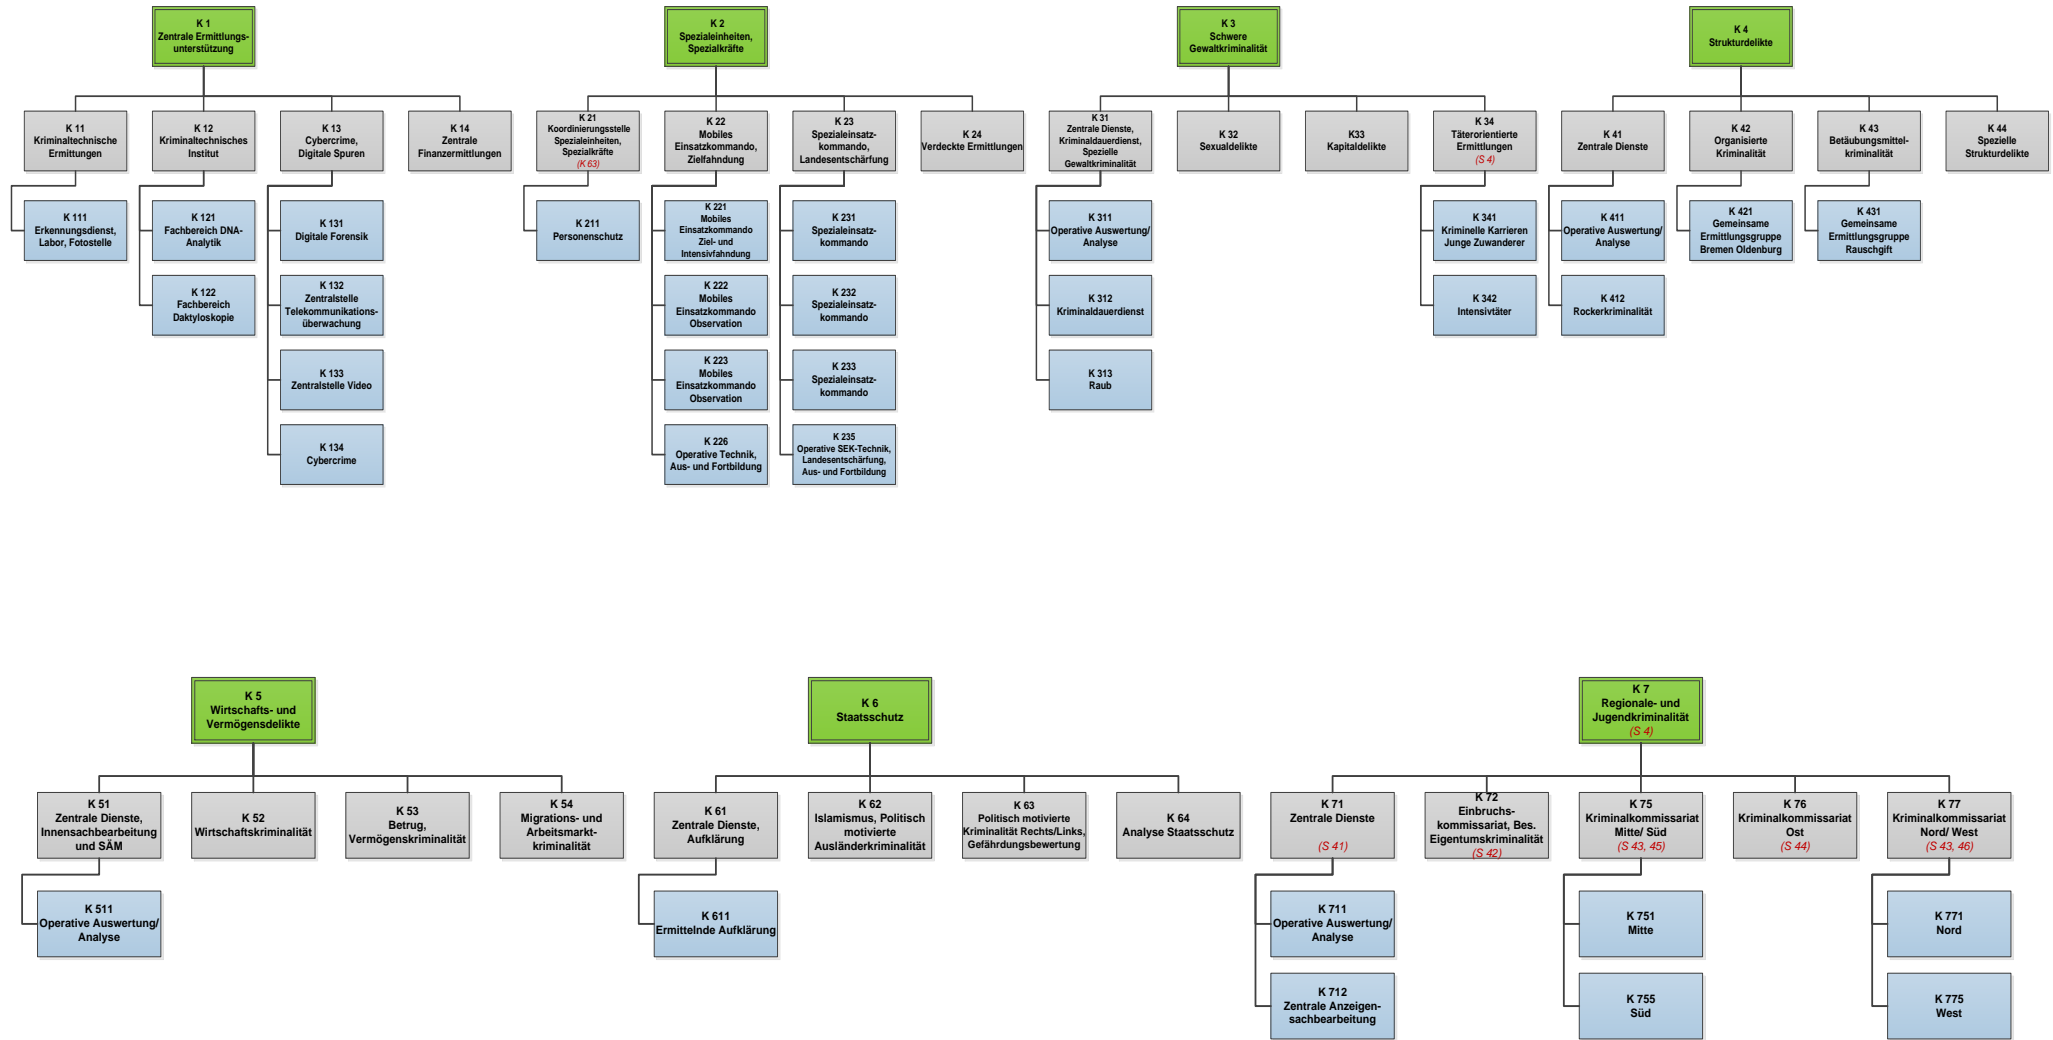 K 1
Zentrale Ermittlungs-
unterstützung
K 2
Spezialeinheiten,
Spezialkräfte
K 3
Schwere
Gewaltkriminalität
K 4
Strukturdelikte
K 11
Kriminaltechnische
Ermittungen
K 12
Kriminaltechnisches
Institut
K 13
Cybercrime,
Digitale Spuren
K 14
Zentrale
Finanzermittlungen
K 21
Koordinierungsstelle
Spezialeinheiten,
Spezialkräfte
(K 63)
K 22
Mobiles
Einsatzkommando,
Zielfahndung
K 23
Spezialeinsatz-
kommando,
Landesentschärfung
K 24
Verdeckte Ermittlungen
K 31
Zentrale Dienste,
Kriminaldauerdienst,
Spezielle
Gewaltkriminalität
K 32
Sexualdelikte
K33
Kapitaldelikte
K 34
Täterorientierte
Ermittlungen
(S 4)
K 41
Zentrale Dienste
K 42
Organisierte
Kriminalität
K 43
Betäubungsmittel-
kriminalität
K 44
Spezielle
Strukturdelikte
K 111
Erkennungsdienst,
Labor, Fotostelle
K 121
Fachbereich DNA-
Analytik
K 131
Digitale Forensik
K 211
Personenschutz
K 221
Mobiles
Einsatzkommando
Ziel- und
Intensivfahndung
K 231
Spezialeinsatz-
kommando
K 311
Operative Auswertung/
Analyse
K 341
Kriminelle Karrieren
Junge Zuwanderer
K 411
Operative Auswertung/
Analyse
K 421
Gemeinsame
Ermittlungsgruppe
Bremen Oldenburg
K 431
Gemeinsame
Ermittlungsgruppe
Rauschgift
K 122
Fachbereich
Daktyloskopie
K 132
Zentralstelle
Telekommunikations-
überwachung
K 222
Mobiles
Einsatzkommando
Observation
K 232
Spezialeinsatz-
kommando
K 312
Kriminaldauerdienst
K 342
Intensivtäter
K 412
Rockerkriminalität
K 133
Zentralstelle Video
K 223
Mobiles
Einsatzkommando
Observation
K 233
Spezialeinsatz-
kommando
K 313
Raub
K 134
Cybercrime
K 226
Operative Technik,
Aus- und Fortbildung
K 235
Operative SEK-Technik,
Landesentschärfung,
Aus- und Fortbildung
K 5
Wirtschafts- und
Vermögensdelikte
K 6
Staatsschutz
K 7
Regionale- und
Jugendkriminalität
(S 4)
K 51
Zentrale Dienste,
Innensachbearbeitung
und SÄM
K 52
Wirtschaftskriminalität
K 53
Betrug,
Vermögenskriminalität
K 54
Migrations- und
Arbeitsmarkt-
kriminalität
K 61
Zentrale Dienste,
Aufklärung
K 62
Islamismus, Politisch
motivierte
Ausländerkriminalität
K 63
Politisch motivierte
Kriminalität Rechts/Links,
Gefährdungsbewertung
K 64
Analyse Staatsschutz
K 71
Zentrale Dienste
(S 41)
K 72
Einbruchs-
kommissariat, Bes.
Eigentumskriminalität
(S 42)
K 75
Kriminalkommissariat
Mitte/ Süd
(S 43, 45)
K 76
Kriminalkommissariat
Ost
(S 44)
K 77
Kriminalkommissariat
Nord/ West
(S 43, 46)
K 511
Operative Auswertung/
Analyse
K 611
Ermittelnde Aufklärung
K 711
Operative Auswertung/
Analyse
K 751
Mitte
K 771
Nord
K 712
Zentrale Anzeigen-
sachbearbeitung
K 755
Süd
K 775
West